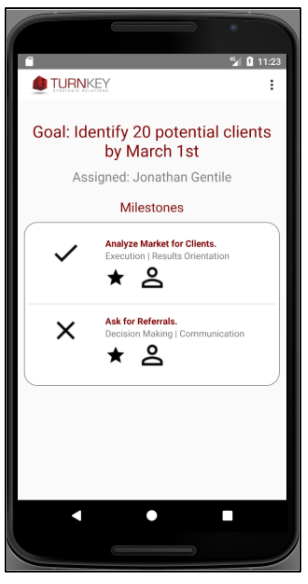 11:23
TURNKEY
STRATEGIC RELATIONS
Goal: Identify 20 potential clients
by March 1st
Assigned: Jonathan Gentile
Milestones
Analyze Market for Clients.
Execution | Results Orientation
Ask for Referrals.
Decision Making | Communication